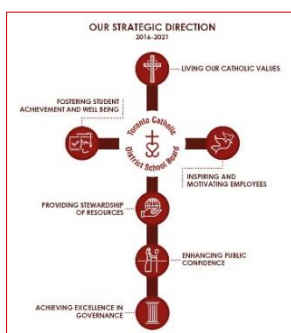 OUR STRATEGIC DIRECTION
2016-2021
LIVING OUR CATHOLIC VALUES
FOSTERING STUDENT
ACHIEVEMENT AND WELL BEING
Toronto Catholic
District School Board
INSPIRING AND
MOTIVATING EMPLOYEES
PROVIDING STEWARDSHIP
OF RESOURCES
ENHANCING PUBLIC
CONFIDENCE
ACHIEVING EXCELLENCE IN
GOVERNANCE